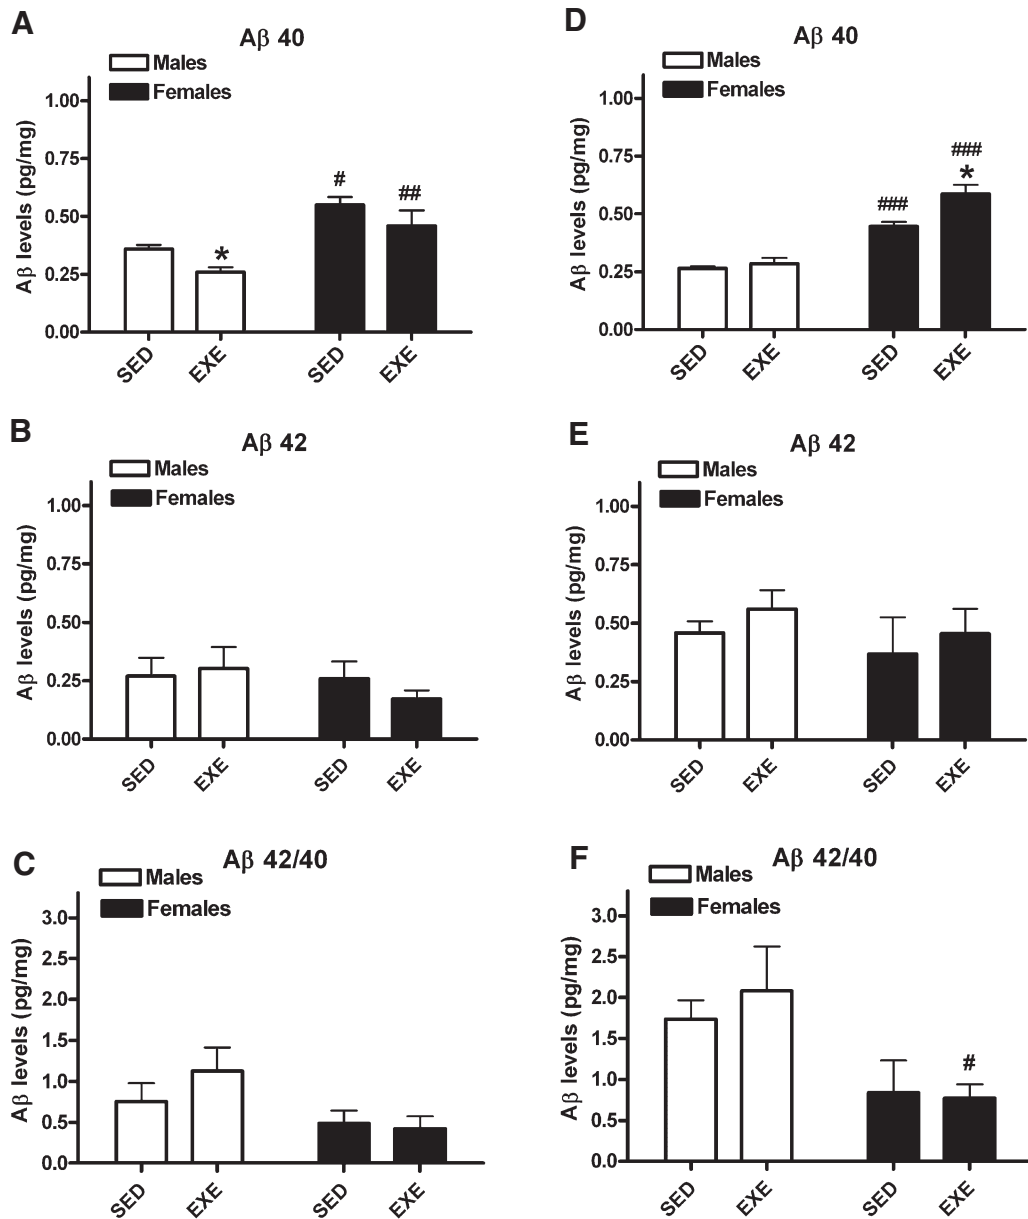 A
Aβ 40
Males
Females
Aβ levels (pg/mg)
1.00
0.75
0.50
0.25
0.00
*
#
##
SED
EXE
SED
EXE
D
Aβ 40
Males
Females
Aβ levels (pg/mg)
1.00
0.75
0.50
0.25
0.00
###
###
*
SED
EXE
SED
EXE
B
Aβ 42
Males
Females
Aβ levels (pg/mg)
1.00
0.75
0.50
0.25
0.00
SED
EXE
SED
EXE
E
Aβ 42
Males
Females
Aβ levels (pg/mg)
1.00
0.75
0.50
0.25
0.00
SED
EXE
SED
EXE
C
Aβ 42/40
Males
Females
Aβ levels (pg/mg)
3.0
2.5
2.0
1.5
1.0
0.5
0.0
SED
EXE
SED
EXE
F
Aβ 42/40
Males
Females
Aβ levels (pg/mg)
3.0
2.5
2.0
1.5
1.0
0.5
0.0
#
SED
EXE
SED
EXE